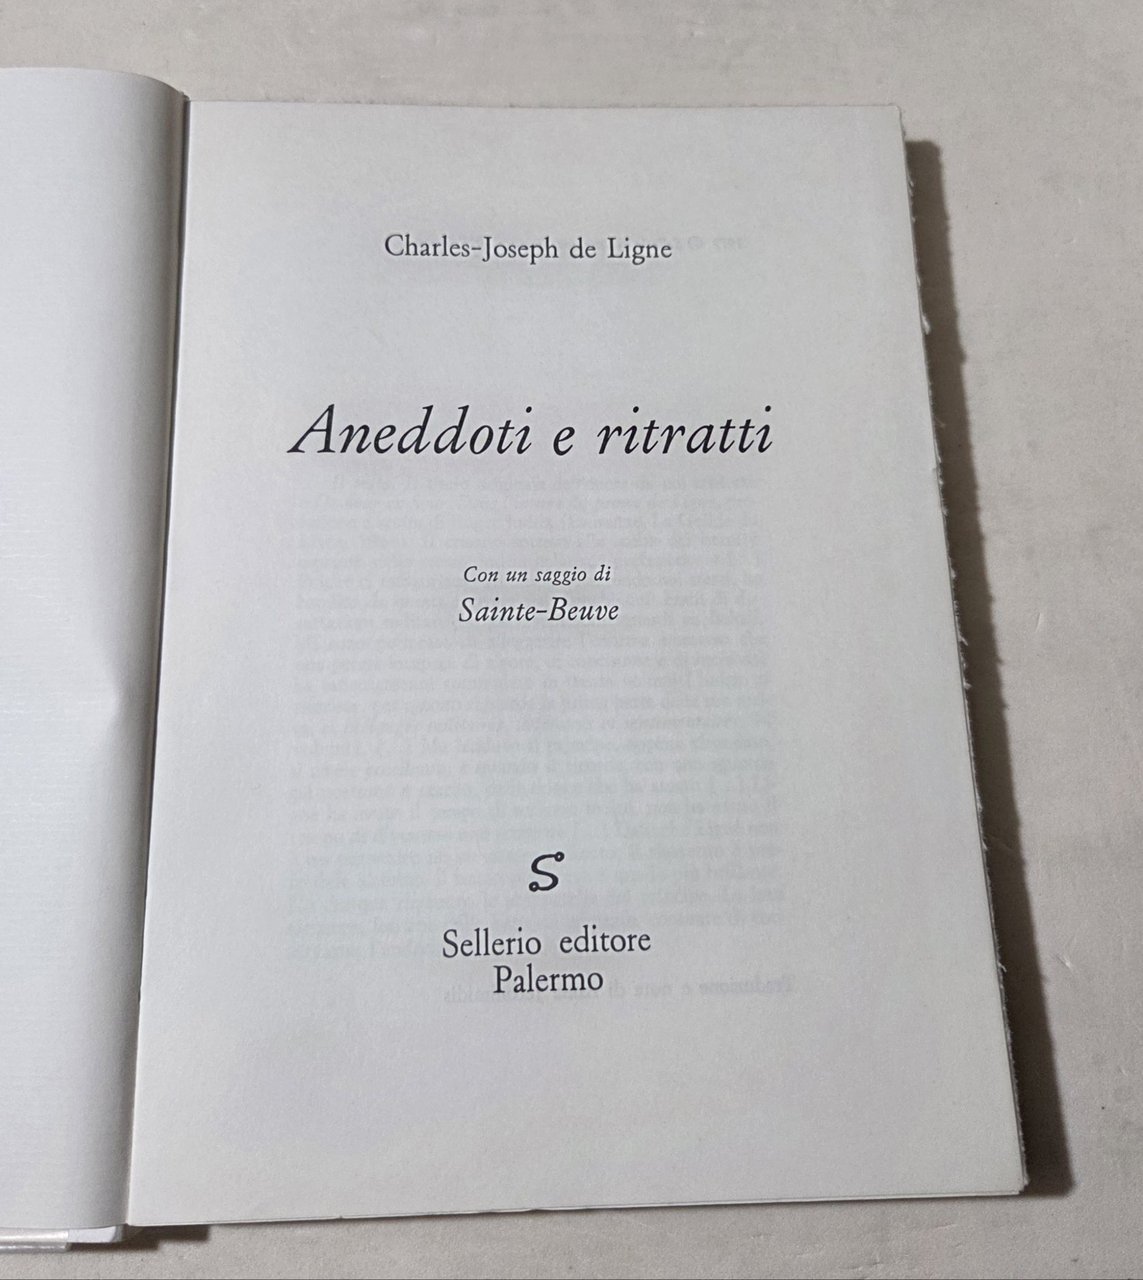 Charles-Joseph de Ligne
Aneddoti e ritratti
Con un saggio di
Sainte-Beuve
S
Sellerio editore
Palermo